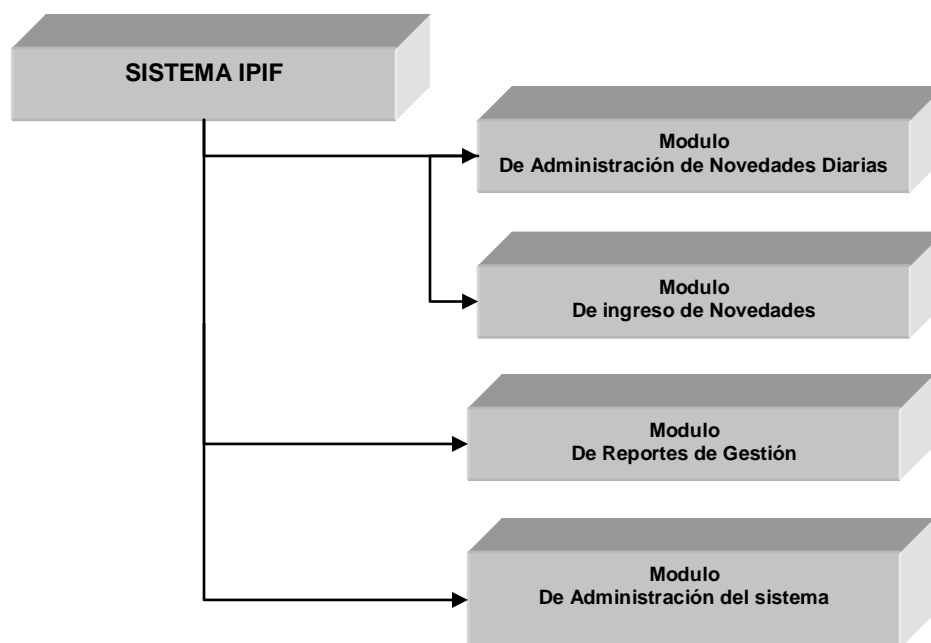 SISTEMA IPIF
Modulo
De Administración de Novedades Diarias
Modulo
De ingreso de Novedades
Modulo
De Reportes de Gestión
Modulo
De Administración del sistema